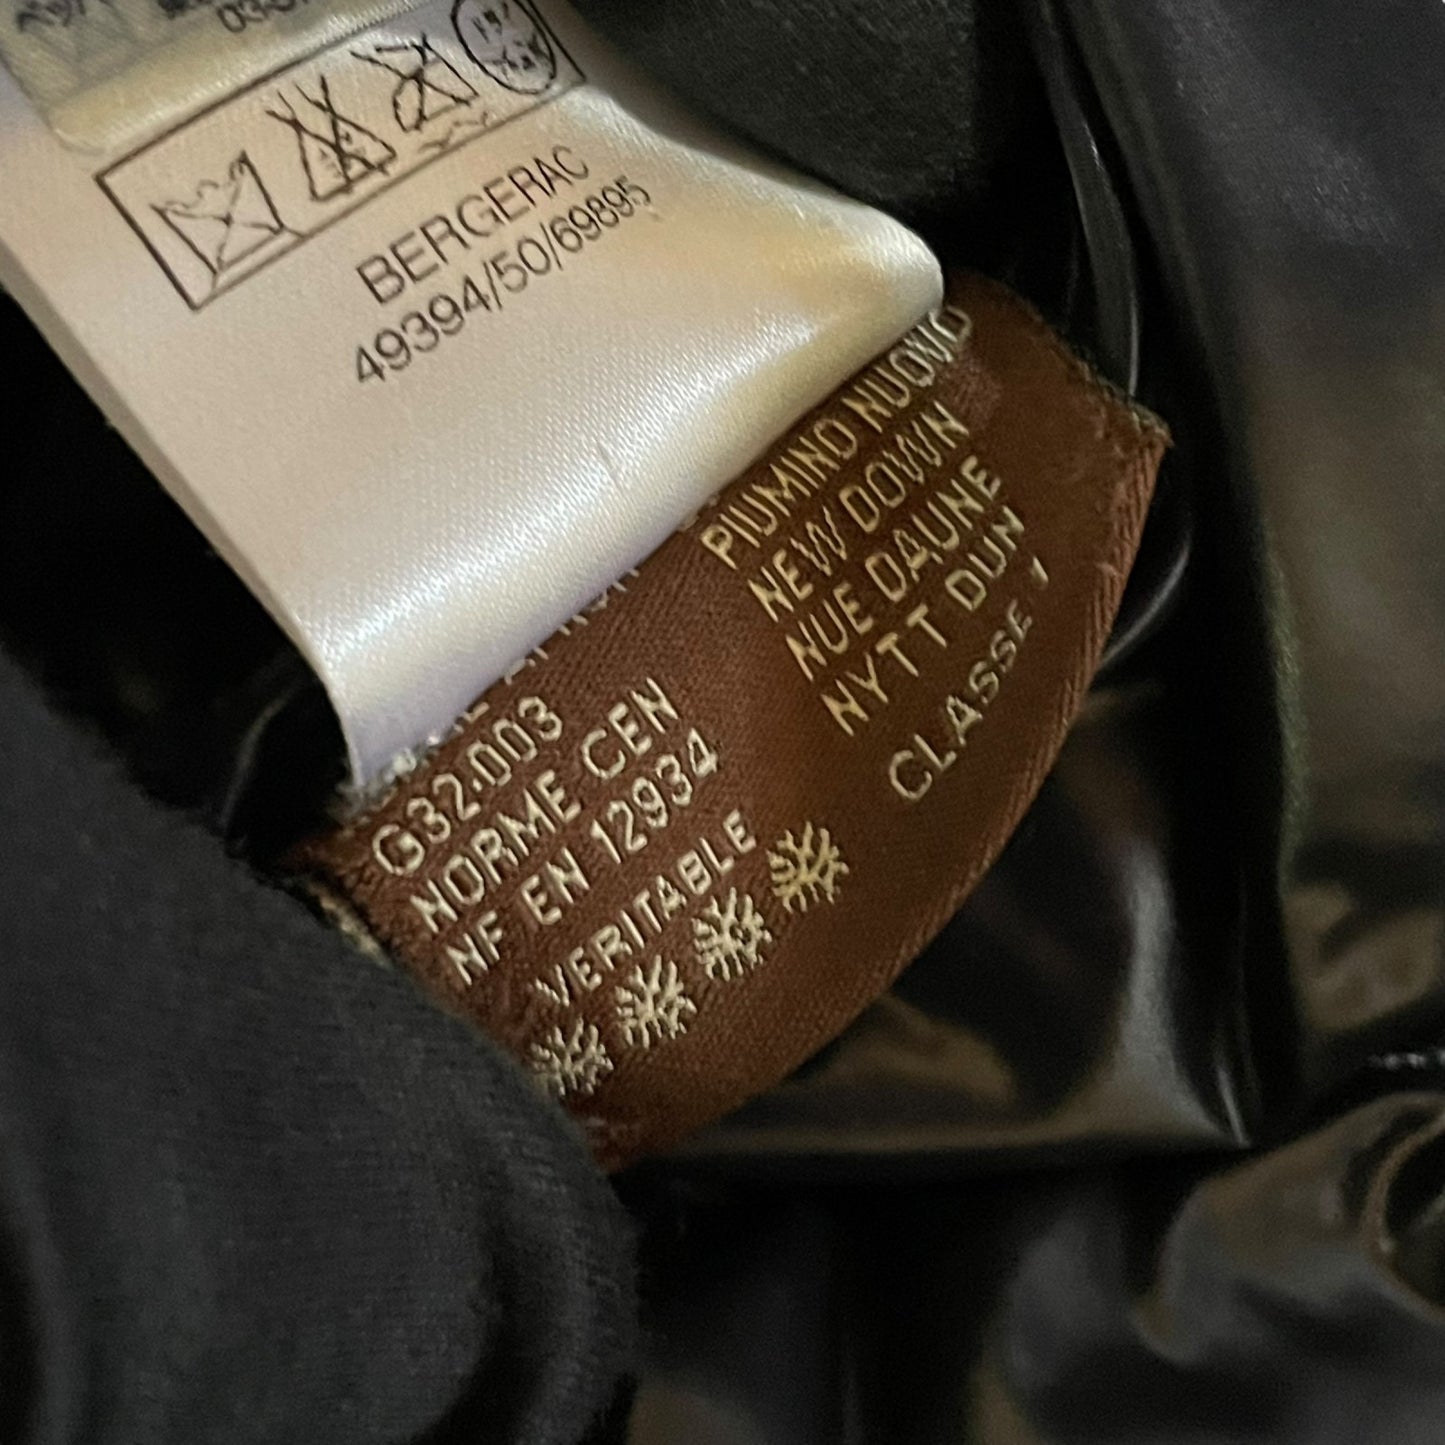 BERGERAC
49394/50/69895
PIUMINO NUOVO
NEW DOWN
NUE DAUNE
NYTT DUN
CLASSE 1
G32.003
NORME CEN
NF EN 12934
VERITABLE